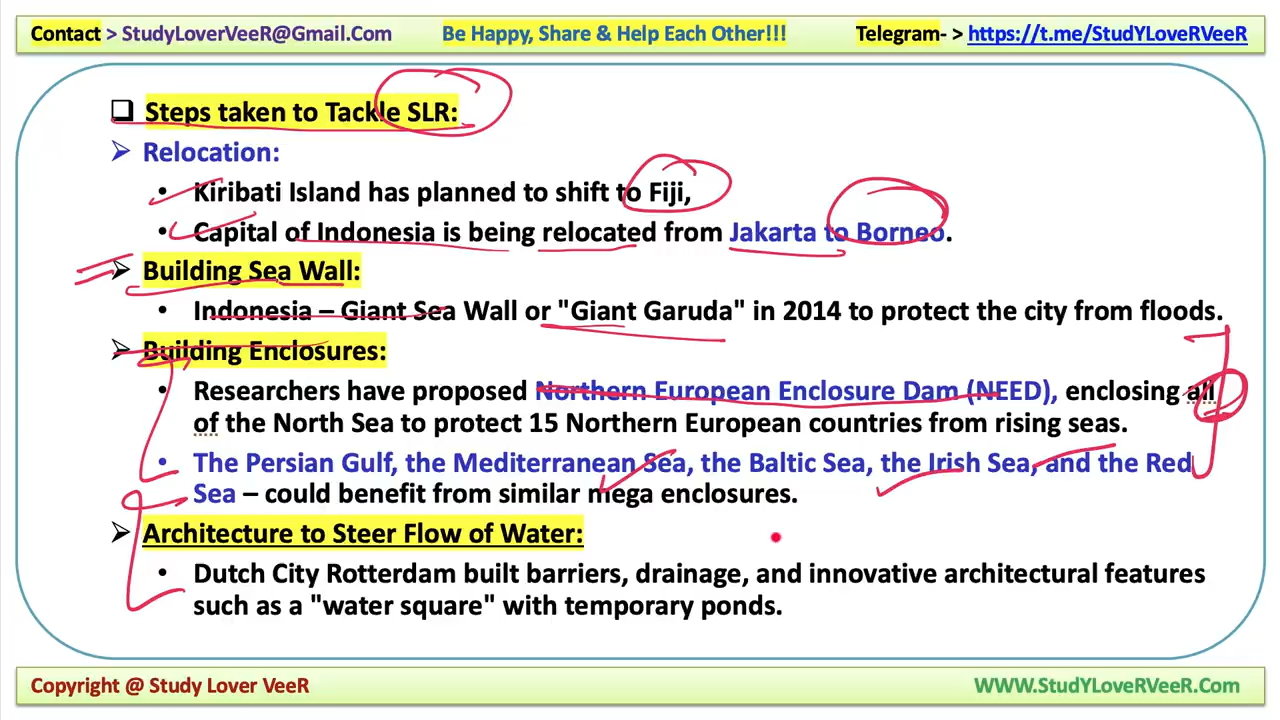 Contact > StudyLoverVeeR@Gmail.Com Be Happy, Share & Help Each Other!!! Telegram- > https://t.me/StudYLoveRVeeR
❑ Steps taken to Tackle SLR:
➢ Relocation:
• Kiribati Island has planned to shift to Fiji,
• Capital of Indonesia is being relocated from Jakarta to Borneo.
➢ Building Sea Wall:
• Indonesia – Giant Sea Wall or "Giant Garuda" in 2014 to protect the city from floods.
➢ Building Enclosures:
• Researchers have proposed Northern European Enclosure Dam (NEED), enclosing all
of the North Sea to protect 15 Northern European countries from rising seas.
• The Persian Gulf, the Mediterranean Sea, the Baltic Sea, the Irish Sea, and the Red
Sea – could benefit from similar mega enclosures.
➢ Architecture to Steer Flow of Water:
• Dutch City Rotterdam built barriers, drainage, and innovative architectural features
such as a "water square" with temporary ponds.
Copyright @ Study Lover VeeR WWW.StudYLoveRVeeR.Com